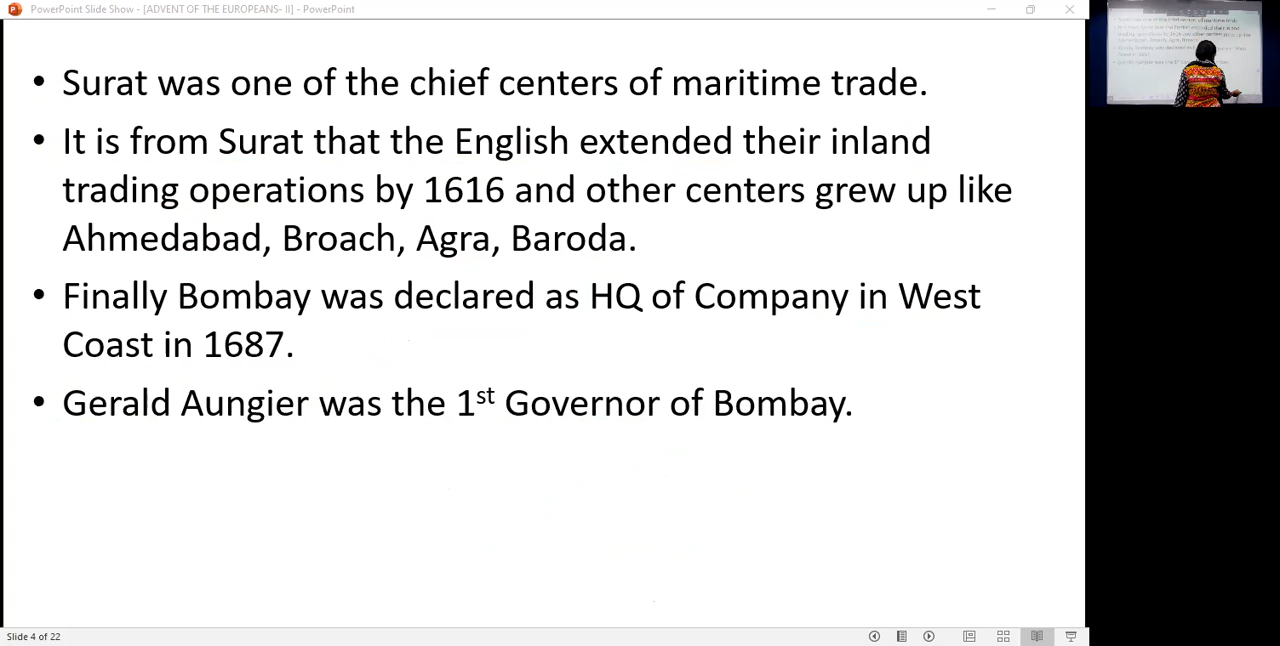 PowerPoint Slide Show - [ADVENT OF THE EUROPEANS- II] - PowerPoint
• Surat was one of the chief centers of maritime trade.
• It is from Surat that the English extended their inland
trading operations by 1616 and other centers grew up like
Ahmedabad, Broach, Agra, Baroda.
• Finally Bombay was declared as HQ of Company in West
Coast in 1687.
• Gerald Aungier was the 1st Governor of Bombay.
Slide 4 of 22